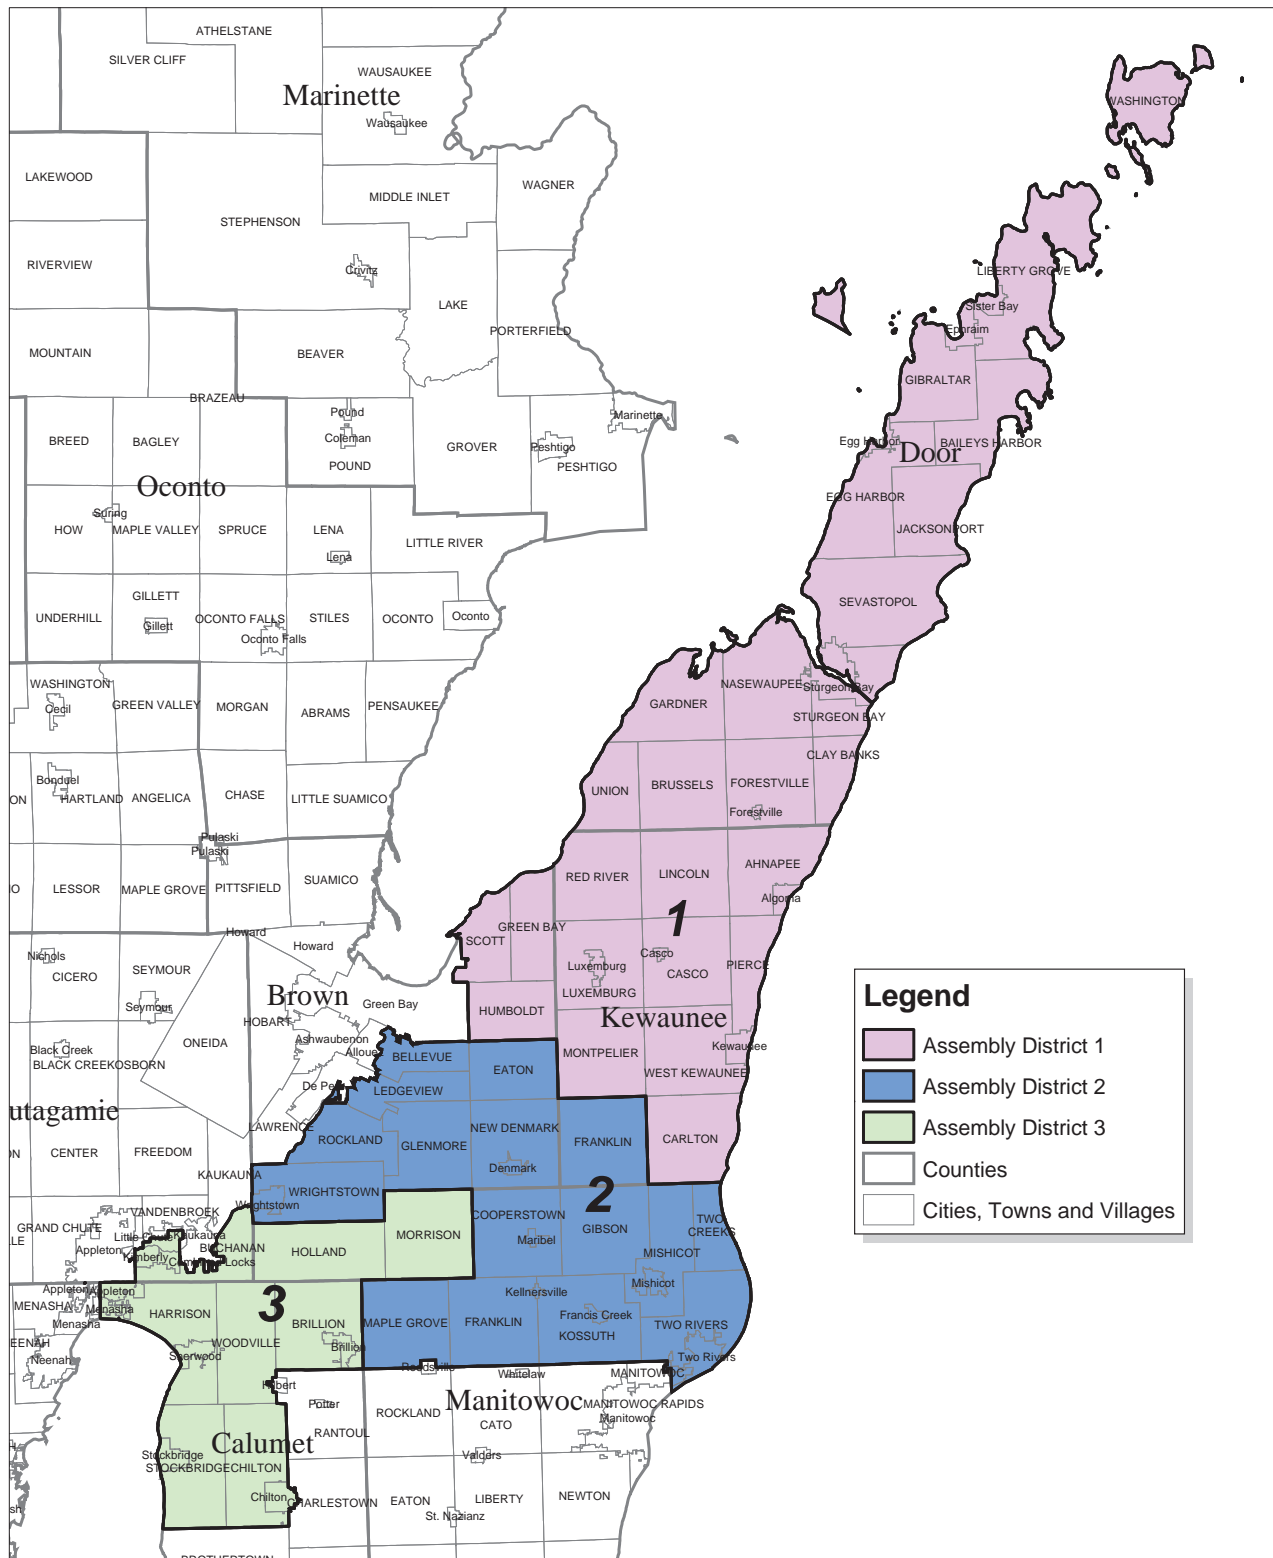 ATHELSTANE
SILVER CLIFF
WAUSAUKEE
Marinette
WASHINGTON
Wausaukee
LAKEWOOD
WAGNER
MIDDLE INLET
STEPHENSON
RIVERVIEW
Crivitz
LIBERTY GROVE
LAKE
Sister Bay
PORTERFIELD
Ephraim
MOUNTAIN
BEAVER
GIBRALTAR
BRAZEAU
Pound
Marinette
BREED
BAGLEY
Coleman
GROVER
Peshtigo
Egg Harbor
BAILEYS HARBOR
Door
POUND
PESHTIGO
Oconto
EGG HARBOR
Suring
HOW
MAPLE VALLEY
SPRUCE
LENA
JACKSONPORT
LITTLE RIVER
Lena
GILLETT
SEVASTOPOL
UNDERHILL
OCONTO FALLS
STILES
OCONTO
Oconto
Gillett
Oconto Falls
WASHINGTON
NASEWAUPEE
Sturgeon Bay
Cecil
GREEN VALLEY
MORGAN
ABRAMS
PENSAUKEE
GARDNER
STURGEON BAY
CLAY BANKS
Bonduel
BRUSSELS
FORESTVILLE
UNION
ON
HARTLAND
ANGELICA
CHASE
LITTLE SUAMICO
Forestville
Pulaski
Pulaski
AHNAPEE
RED RIVER
LINCOLN
SUAMICO
O
LESSOR
MAPLE GROVE
PITTSFIELD
Algoma
1
GREEN BAY
Howard
SCOTT
Howard
Nichols
Casco
CICERO
SEYMOUR
Luxemburg
CASCO
PIERCE
LUXEMBURG
Brown
Green Bay
Seymour
HUMBOLDT
Kewaunee
HOBART
Ashwaubenon
ONEIDA
Allouez
Kewaunee
Black Creek
BELLEVUE
MONTPELIER
BLACK CREEK
OSBORN
EATON
WEST KEWAUNEE
De Pere
LEDGEVIEW
utagamie
LAWRENCE
NEW DENMARK
ROCKLAND
FRANKLIN
CARLTON
GLENMORE
ON
CENTER
FREEDOM
Denmark
KAUKAUNA
WRIGHTSTOWN
2
Wrightstown
VANDENBROEK
COOPERSTOWN
GRAND CHUTE
TWO
CREEKS
GIBSON
LE
Little Chute
Kaukauna
MORRISON
Maribel
Appleton
BUCHANAN
HOLLAND
MISHICOT
Kimberly
Combined Locks
Mishicot
Appleton
Appleton
Kellnersville
3
MENASHA
Menasha
HARRISON
Francis Creek
Menasha
BRILLION
MAPLE GROVE
FRANKLIN
TWO RIVERS
KOSSUTH
EENAH
WOODVILLE
Brillion
Neenah
Sherwood
Two Rivers
Reedsville
Whitelaw
MANITOWOC
Hilbert
Manitowoc
Potter
MANITOWOC RAPIDS
ROCKLAND
Manitowoc
CATO
Calumet
RANTOUL
Stockbridge
Valders
STOCKBRIDGE
CHILTON
Chilton
CHARLESTOWN
EATON
LIBERTY
NEWTON
sh
St. Nazianz
BROTHERTOWN
Legend
Assembly District 1
Assembly District 2
Assembly District 3
Counties
Cities, Towns and Villages